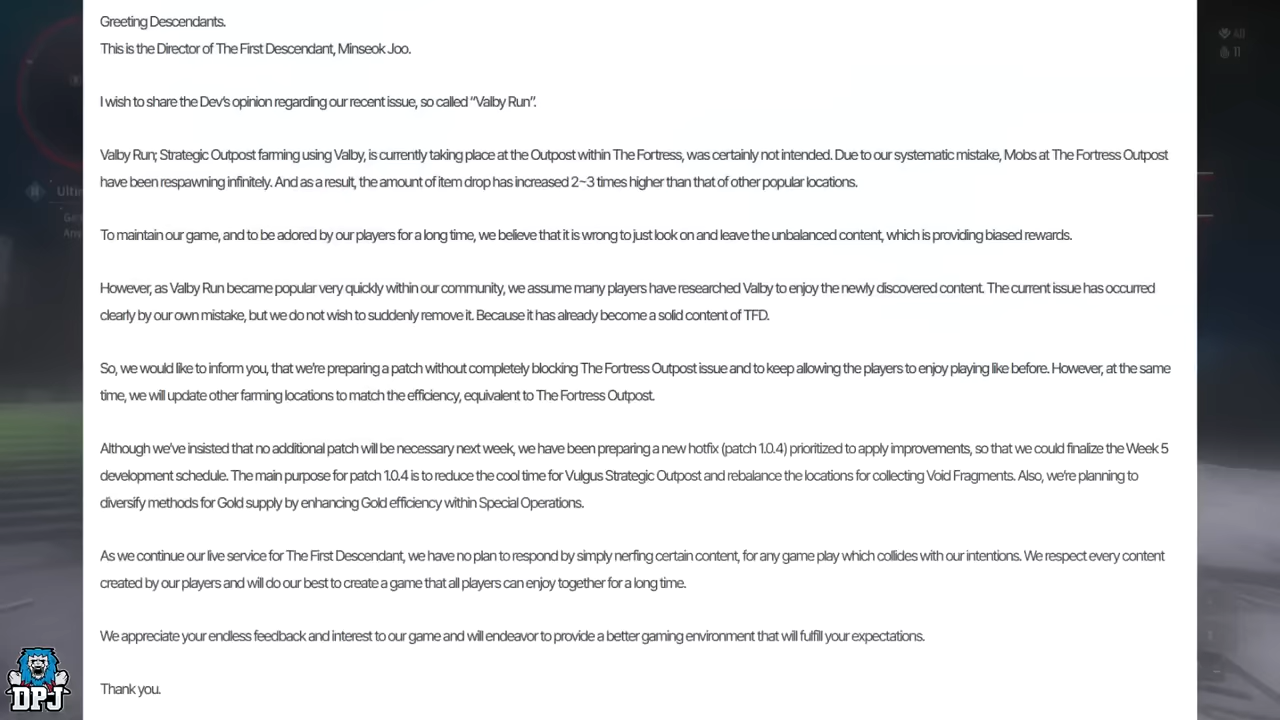 Greeting Descendants.
This is the Director of The First Descendant, Minseok Joo.
I wish to share the Dev's opinion regarding our recent issue, so called “Valby Run”.
Valby Run; Strategic Outpost farming using Valby, is currently taking place at the Outpost within The Fortress, was certainly not intended. Due to our systematic mistake, Mobs at The Fortress Outpost
have been respawning infinitely. And as a result, the amount of item drop has increased 2~3 times higher than that of other popular locations.
To maintain our game, and to be adored by our players for a long time, we believe that it is wrong to just look on and leave the unbalanced content, which is providing biased rewards.
However, as Valby Run became popular very quickly within our community, we assume many players have researched Valby to enjoy the newly discovered content. The current issue has occurred
clearly by our own mistake, but we do not wish to suddenly remove it. Because it has already become a solid content of TFD.
So, we would like to inform you, that we're preparing a patch without completely blocking The Fortress Outpost issue and to keep allowing the players to enjoy playing like before. However, at the same
time, we will update other farming locations to match the efficiency, equivalent to The Fortress Outpost.
Although we've insisted that no additional patch will be necessary next week, we have been preparing a new hotfix (patch 1.0.4) prioritized to apply improvements, so that we could finalize the Week 5
development schedule. The main purpose for patch 1.0.4 is to reduce the cool time for Vulgus Strategic Outpost and rebalance the locations for collecting Void Fragments. Also, we're planning to
diversify methods for Gold supply by enhancing Gold efficiency within Special Operations.
As we continue our live service for The First Descendant, we have no plan to respond by simply nerfing certain content, for any game play which collides with our intentions. We respect every content
created by our players and will do our best to create a game that all players can enjoy together for a long time.
We appreciate your endless feedback and interest to our game and will endeavor to provide a better gaming environment that will fulfill your expectations.
Thank you.
DPJ
Ultim
All
11